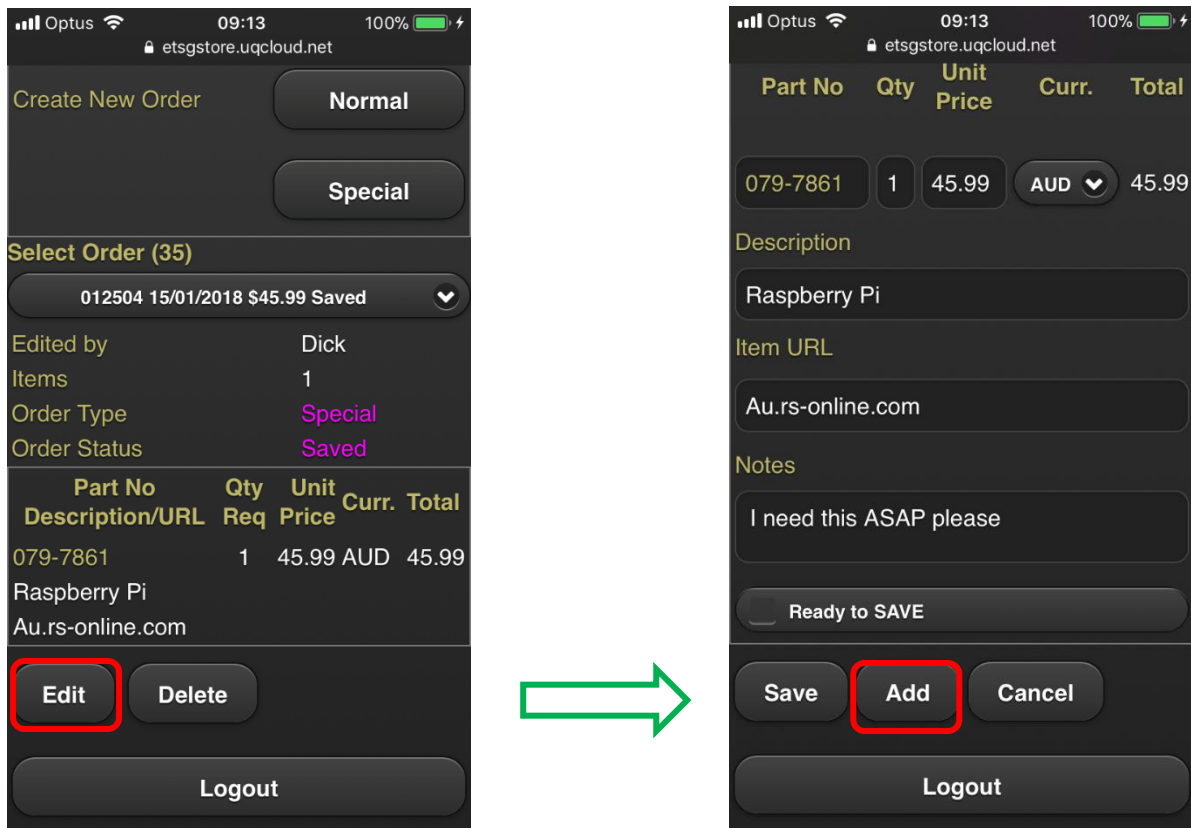 Optus 09:13 100%
etsgstore.uqcloud.net
Create New Order Normal
Special
Select Order (35)
012504 15/01/2018 $45.99 Saved
Edited by Dick
Items 1
Order Type Special
Order Status Saved
Part No Qty Unit Curr. Total
Description/URL Req Price
079-7861 1 45.99 AUD 45.99
Raspberry Pi
Au.rs-online.com
Edit Delete
Logout
Optus 09:13 100%
etsgstore.uqcloud.net
Part No Qty Unit Curr. Total
Price
079-7861 1 45.99 AUD 45.99
Description
Raspberry Pi
Item URL
Au.rs-online.com
Notes
I need this ASAP please
Ready to SAVE
Save Add Cancel
Logout